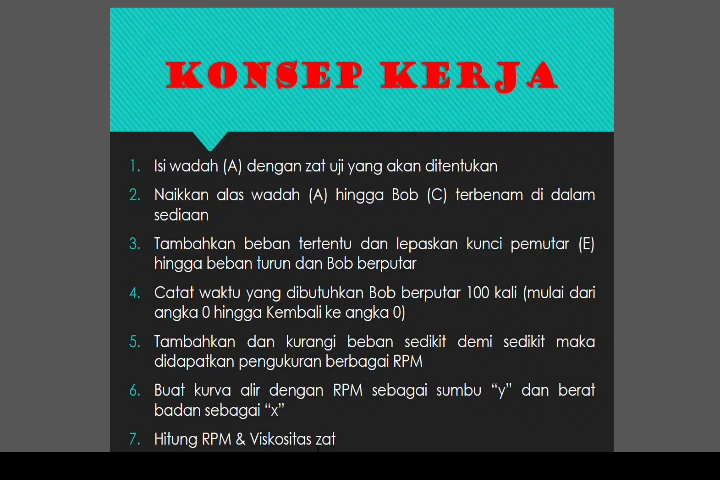 KONSEP KERJA
1. Isi wadah (A) dengan zat uji yang akan ditentukan
2. Naikkan alas wadah (A) hingga Bob (C) terbenam di dalam
sediaan
3. Tambahkan beban tertentu dan lepaskan kunci pemutar (E)
hingga beban turun dan Bob berputar
4. Catat waktu yang dibutuhkan Bob berputar 100 kali (mulai dari
angka 0 hingga Kembali ke angka 0)
5. Tambahkan dan kurangi beban sedikit demi sedikit maka
didapatkan pengukuran berbagai RPM
6. Buat kurva alir dengan RPM sebagai sumbu “y” dan berat
badan sebagai “x”
7. Hitung RPM & Viskositas zat